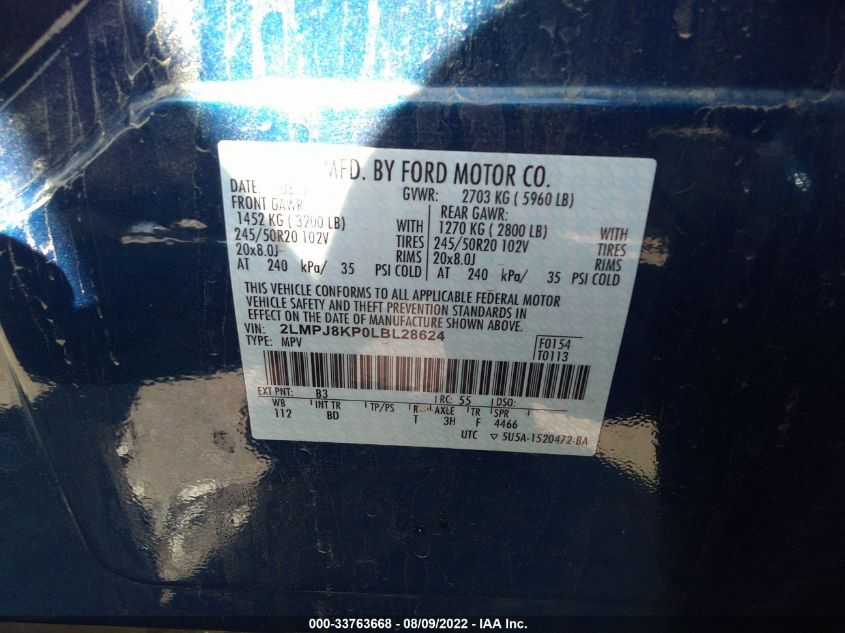 MFD. BY FORD MOTOR CO.
DATE: GVWR: 2703 KG ( 5960 LB)
FRONT GAWR: REAR GAWR:
1452 KG ( 3200 LB) WITH 1270 KG ( 2800 LB) WITH
245/50R20 102V TIRES 245/50R20 102V TIRES
20x8.0J RIMS 20x8.0J RIMS
AT 240 kPa/ 35 PSI COLD AT 240 kPa/ 35 PSI COLD
THIS VEHICLE CONFORMS TO ALL APPLICABLE FEDERAL MOTOR
VEHICLE SAFETY AND THEFT PREVENTION STANDARDS IN
EFFECT ON THE DATE OF MANUFACTURE SHOWN ABOVE.
VIN: 2LMPJ8KP0LBL28624
TYPE: MPV
F0154
T0113
EXT PNT: B3 RC: 55 DSO:
WB INT TR TP/PS R AXLE TR SPR
112 BD T 3H F 4466
UTC ▽ 5U5A-1520472-BA
000-33763668 / 08/09/2022 - IAA Inc.